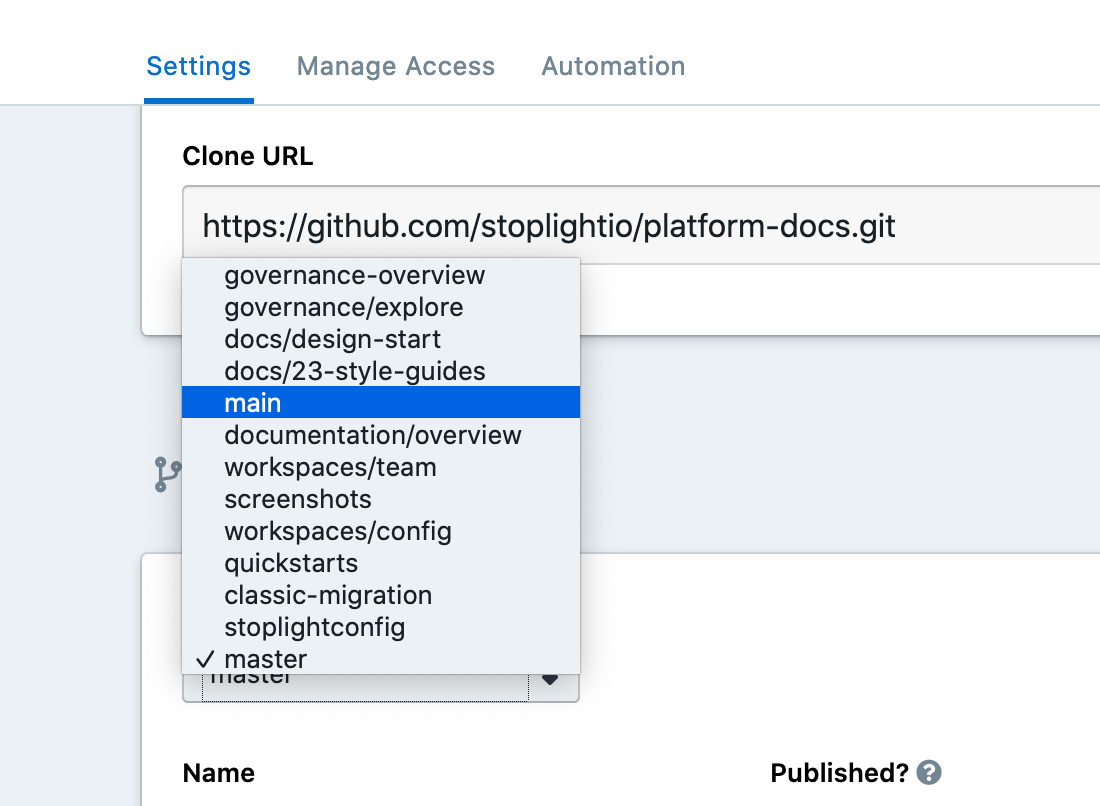 Settings Manage Access Automation
Clone URL
https://github.com/stoplightio/platform-docs.git
governance-overview
governance/explore
docs/design-start
docs/23-style-guides
main
documentation/overview
workspaces/team
screenshots
workspaces/config
quickstarts
classic-migration
stoplightconfig
✓ master
master
Name Published? ?